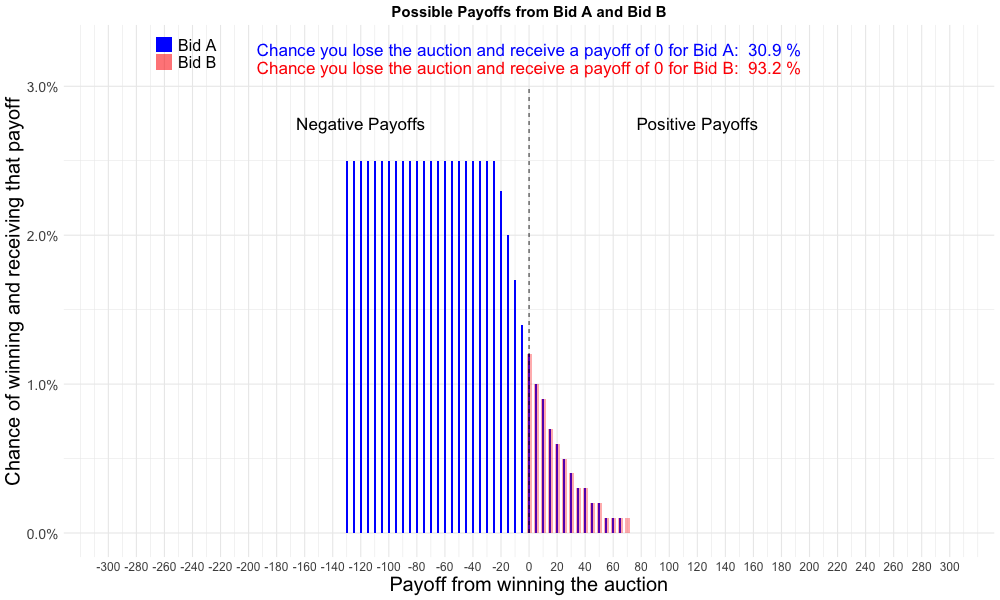 Possible Payoffs from Bid A and Bid B
Bid A
Bid B
Chance you lose the auction and receive a payoff of 0 for Bid A: 30.9 %
Chance you lose the auction and receive a payoff of 0 for Bid B: 93.2 %
Negative Payoffs
Positive Payoffs
Chance of winning and receiving that payoff
3.0%
2.0%
1.0%
0.0%
-300 -280 -260 -240 -220 -200 -180 -160 -140 -120 -100 -80 -60 -40 -20 0 20 40 60 80 100 120 140 160 180 200 220 240 260 280 300
Payoff from winning the auction